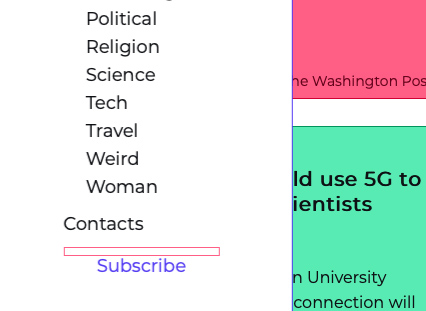 Political
Religion
Science
Tech
Travel
Weird
Woman
Contacts
Subscribe
he Washington Pos
ld use 5G to
ientists
n University
connection will